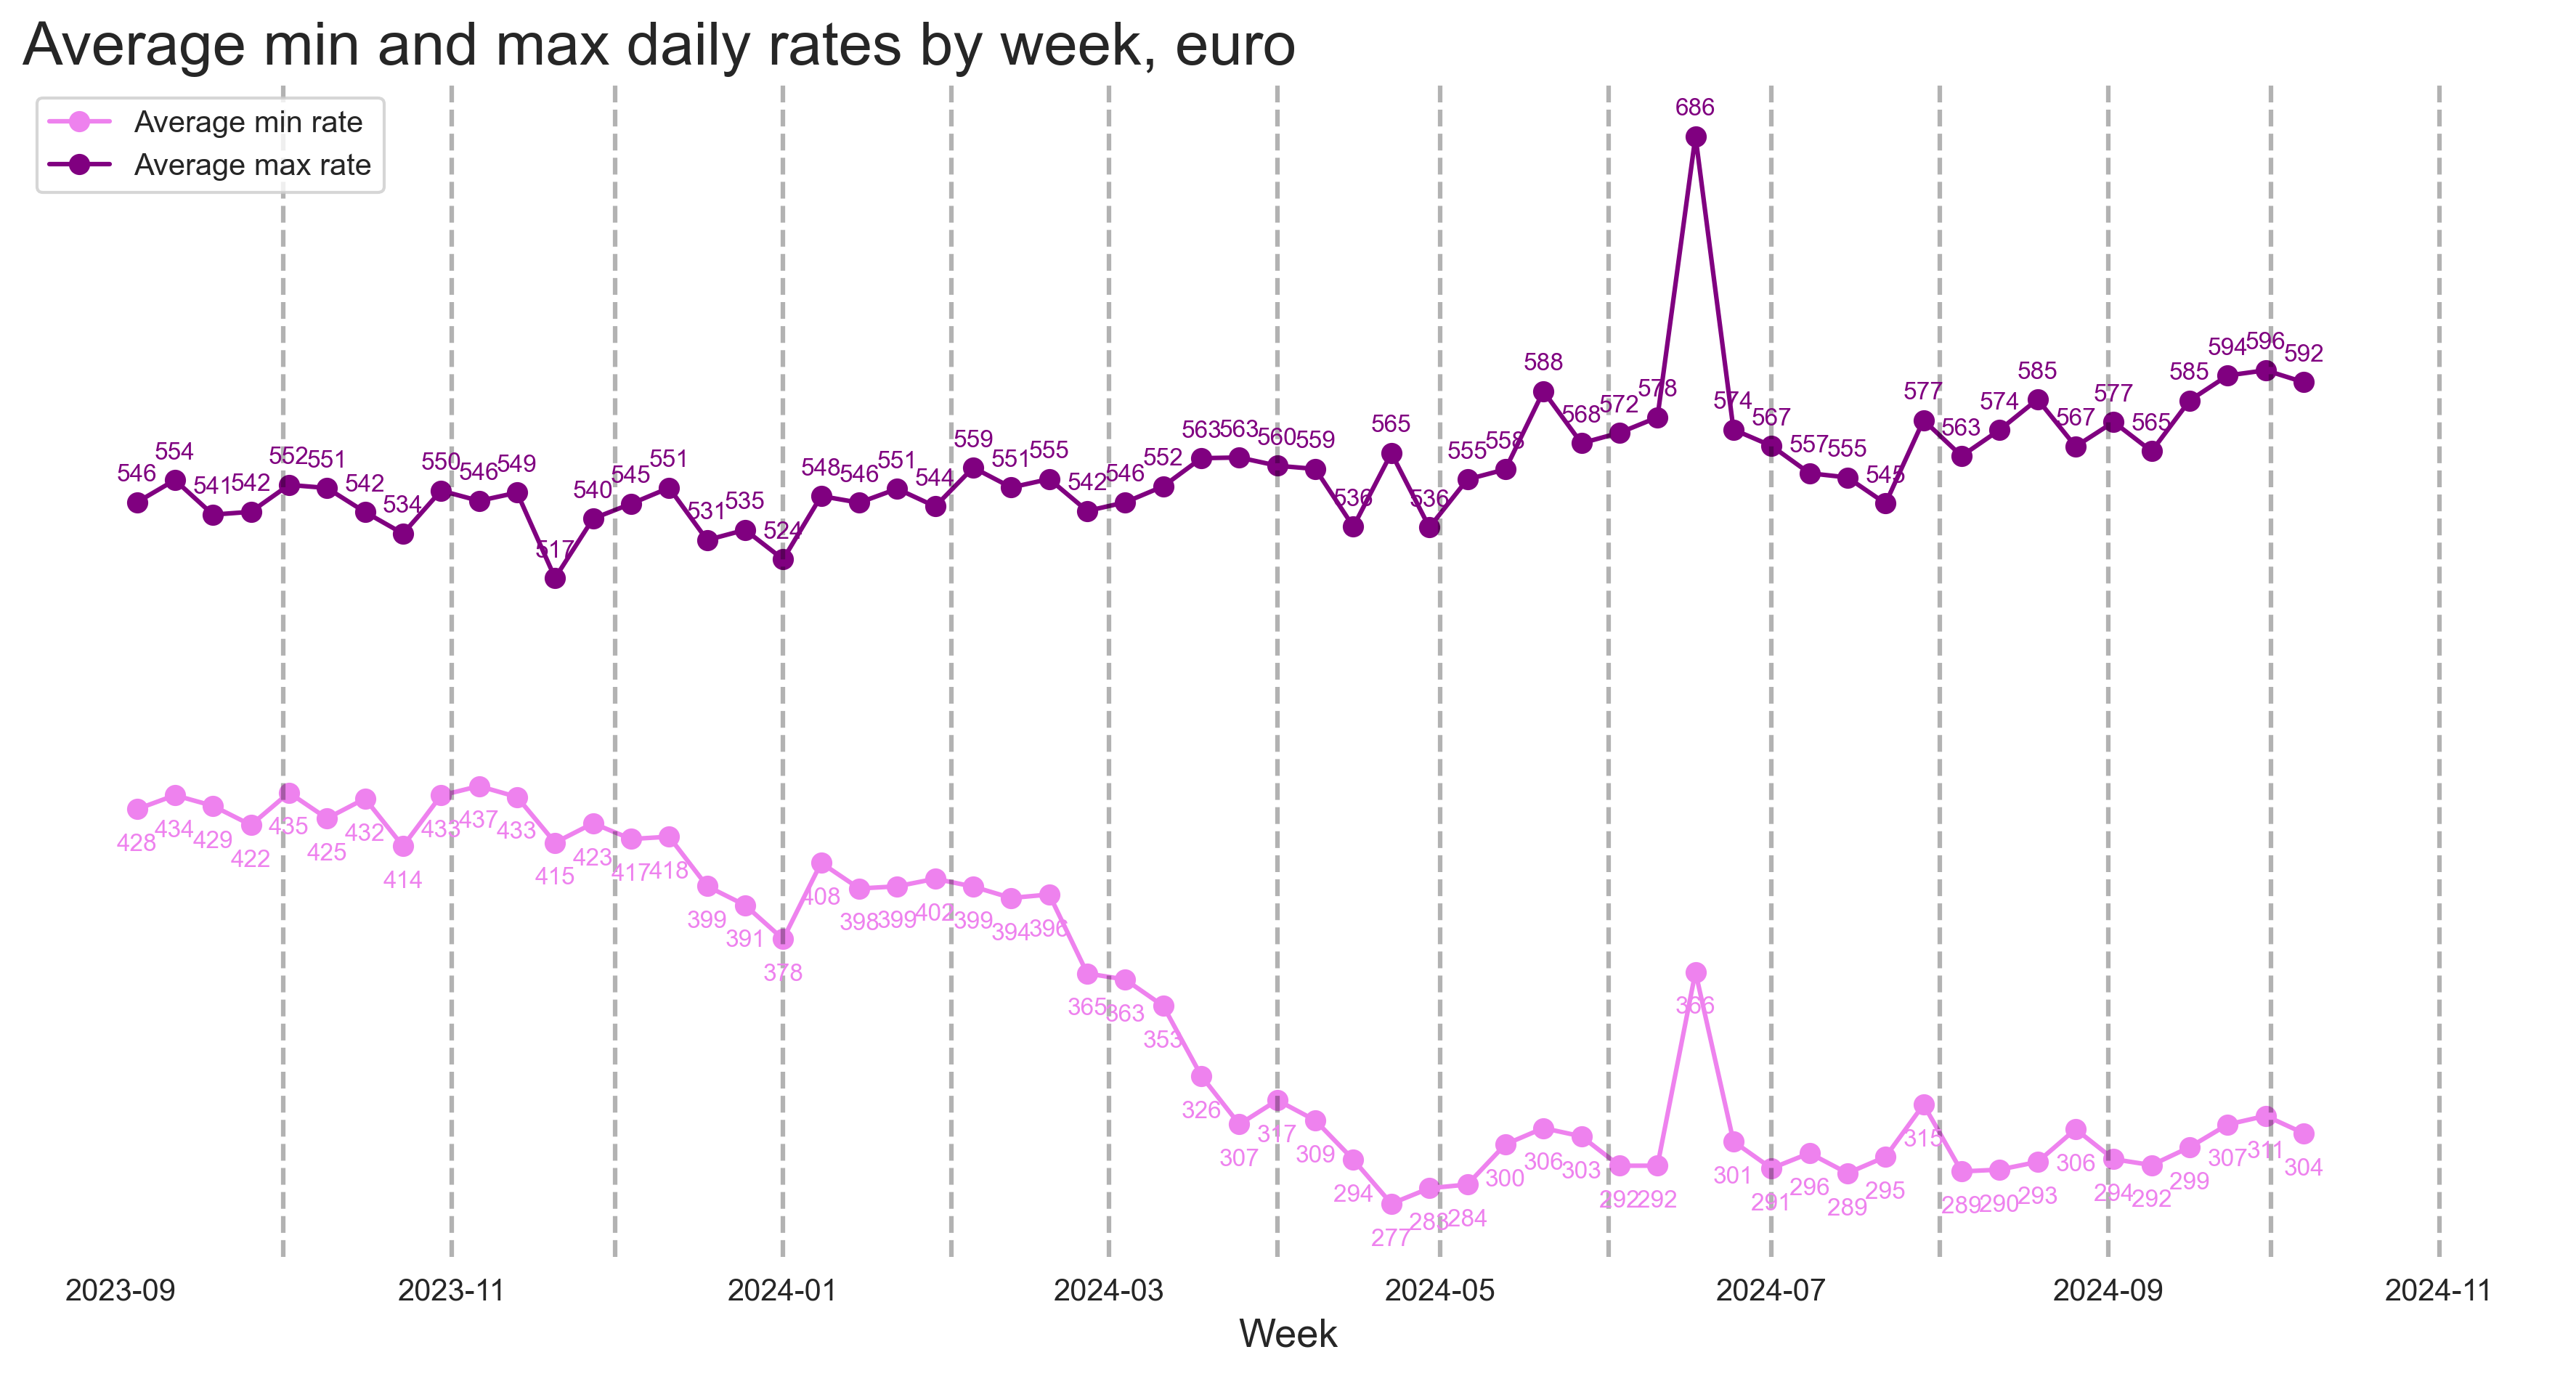 Average min and max daily rates by week, euro
Average min rate
Average max rate
546 554 541 542 552 551 542 534 550 546 549 517 540 545 551 531 535 524 548 546 551 544 559 551 555 542 546 552 563 563 560 559 536 565 536 555 558 588 568 572 578 686 574 567 557 555 545 577 563 574 585 567 577 565 585 594 596 592
428 434 429 422 435 425 432 414 433 437 433 415 423 417 418 399 391 378 408 398 399 402 399 394 396 365 363 353 326 307 317 309 294 277 283 284 300 306 303 292 292 366 301 291 296 289 295 315 289 290 293 306 294 292 299 307 311 304
2023-09 2023-11 2024-01 2024-03 2024-05 2024-07 2024-09 2024-11
Week